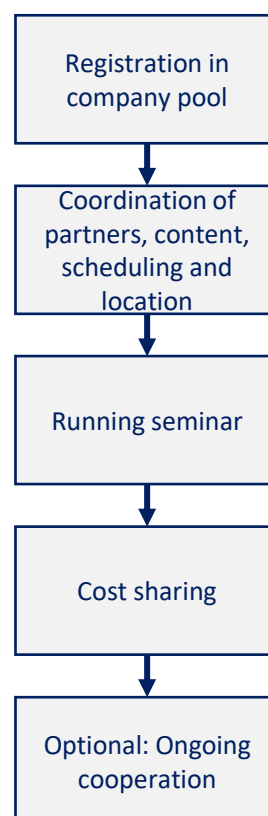 Registration in
company pool
Coordination of
partners, content,
scheduling and
location
Running seminar
Cost sharing
Optional: Ongoing
cooperation